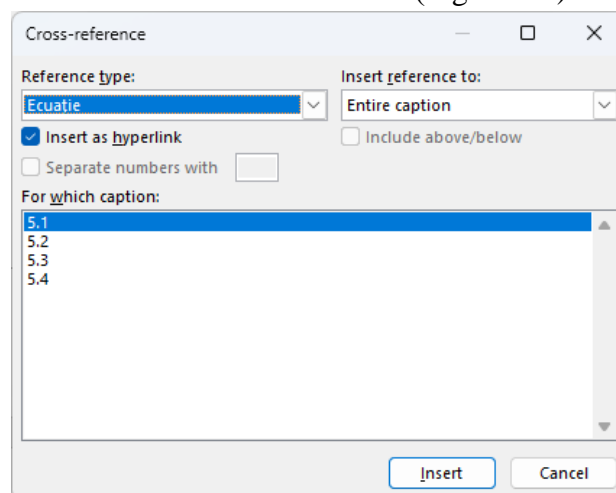 Cross-reference
Reference type:
Insert reference to:
Ecuație
Entire caption
Insert as hyperlink
Include above/below
Separate numbers with
For which caption:
5.1
5.2
5.3
5.4
Insert
Cancel